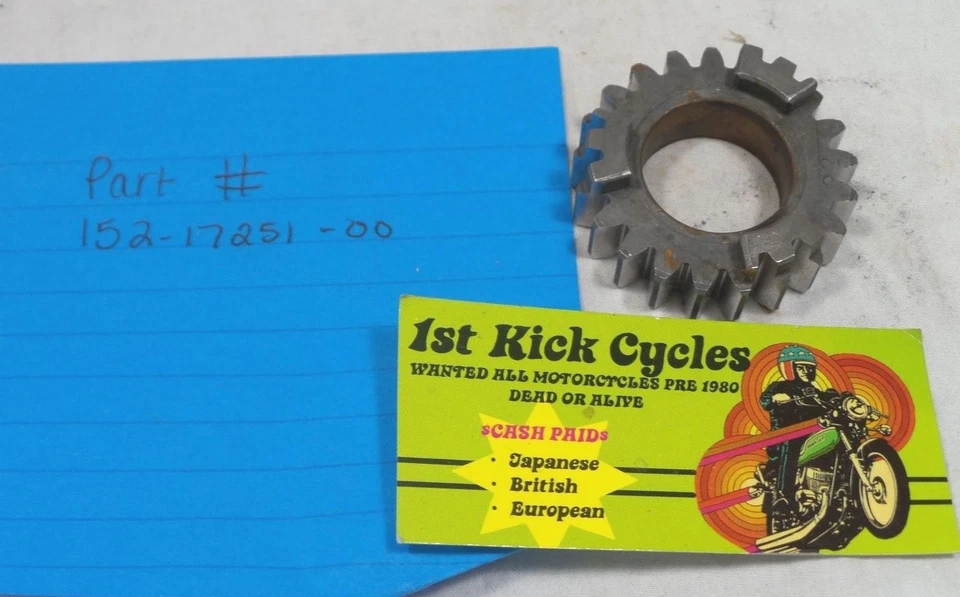 Part #
152-17251-00
1st Kick Cycles
WANTED ALL MOTORCYCLES PRE 1980
DEAD OR ALIVE
$CASH PAID$
· Japanese
· British
· European